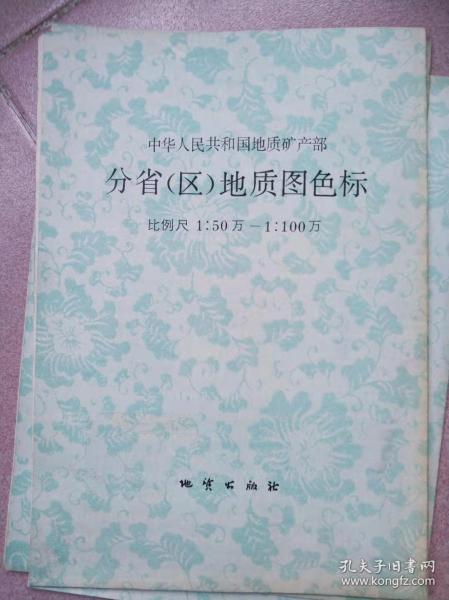 中华人民共和国地质矿产部
分省(区)地质图色标
比例尺 1:50万－1:100万
地质出版社
孔夫子旧书网
www.kongfz.com